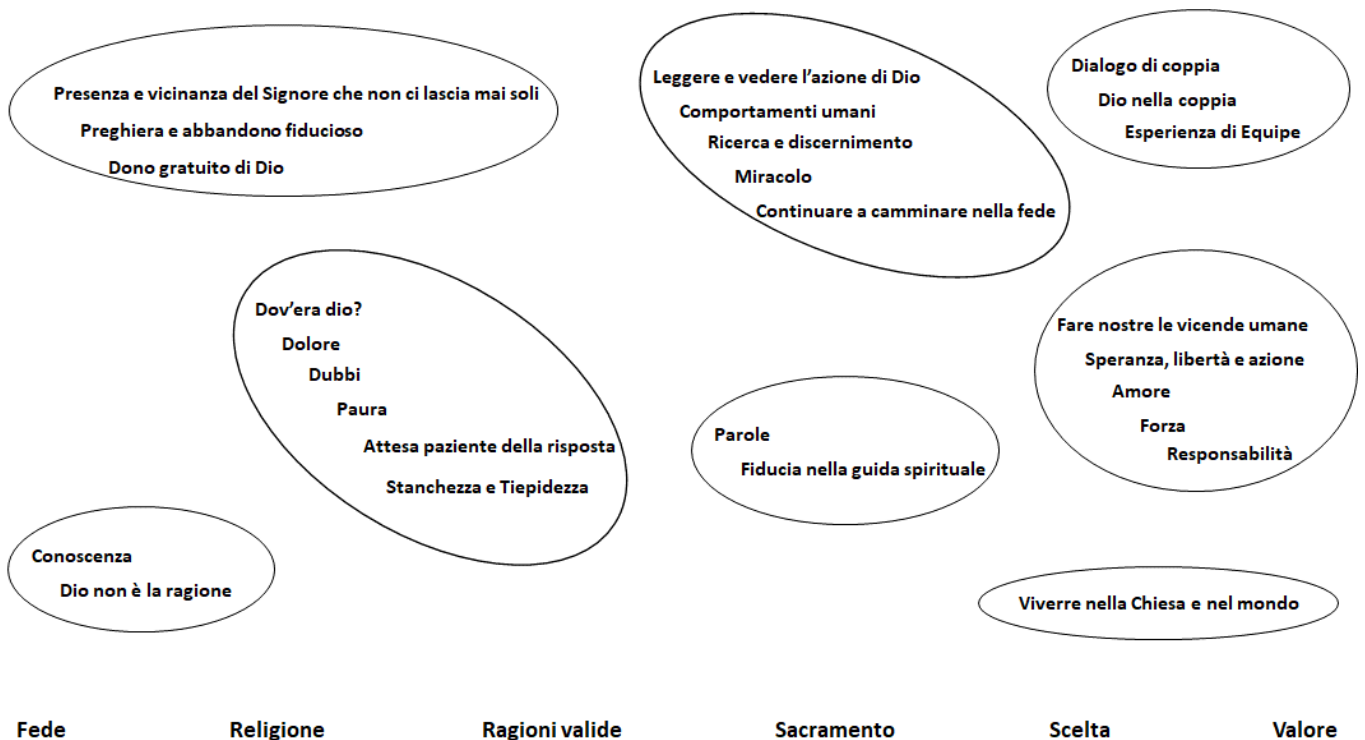 Presenza e vicinanza del Signore che non ci lascia mai soli
Preghiera e abbandono fiducioso
Dono gratuito di Dio
Leggere e vedere l'azione di Dio
Comportamenti umani
Ricerca e discernimento
Miracolo
Continuare a camminare nella fede
Dialogo di coppia
Dio nella coppia
Esperienza di Equipe
Dov'era dio?
Dolore
Dubbi
Paura
Attesa paziente della risposta
Stanchezza e Tiepidezza
Parole
Fiducia nella guida spirituale
Fare nostre le vicende umane
Speranza, libertà e azione
Amore
Forza
Responsabilità
Conoscenza
Dio non è la ragione
Viverre nella Chiesa e nel mondo
Fede Religione Ragioni valide Sacramento Scelta Valore